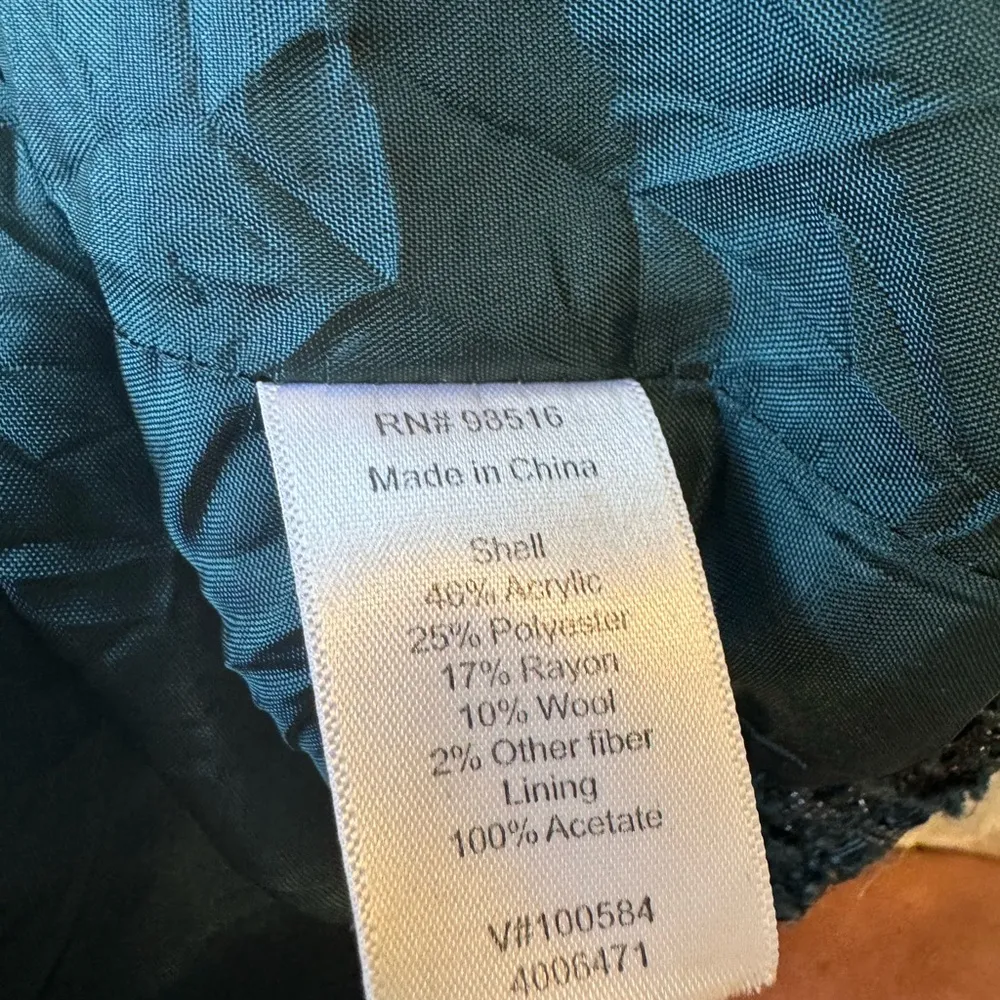 RN# 98516
Made in China
Shell
46% Acrylic
25% Polyester
17% Rayon
10% Wool
2% Other fiber
Lining
100% Acetate
V#100584
4006471